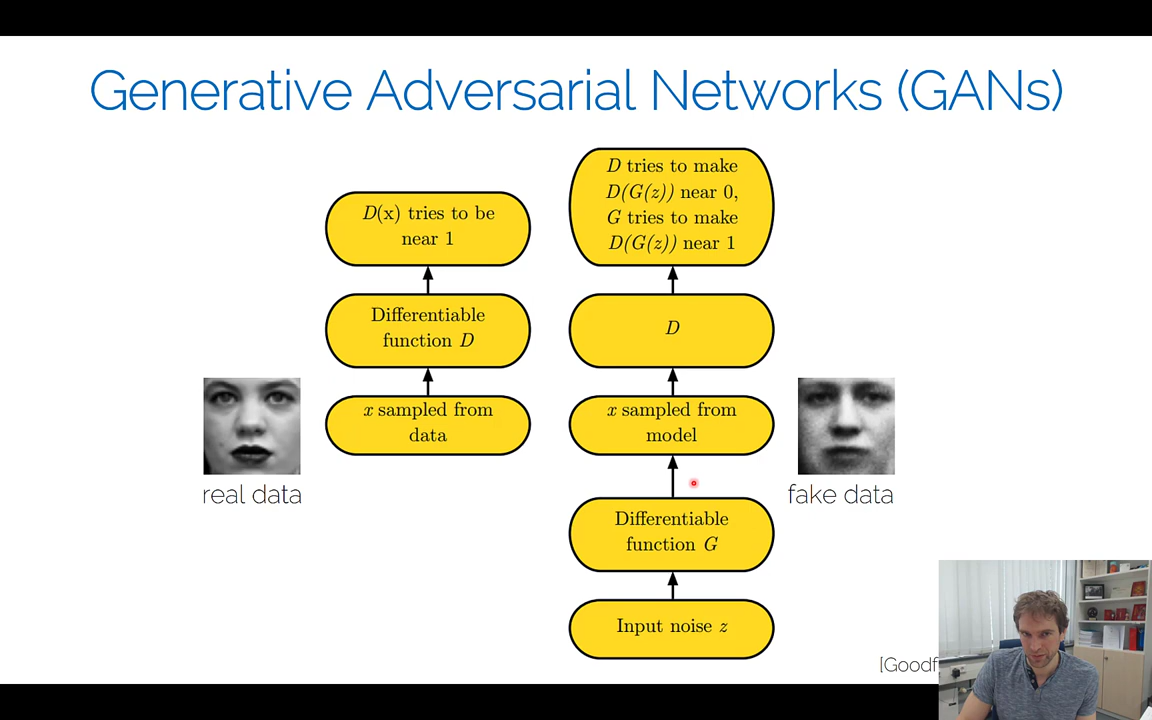 Generative Adversarial Networks (GANs)
D(x) tries to be
near 1
Differentiable
function D
x sampled from
data
real data
D tries to make
D(G(z)) near 0,
G tries to make
D(G(z)) near 1
D
x sampled from
model
fake data
Differentiable
function G
Input noise z